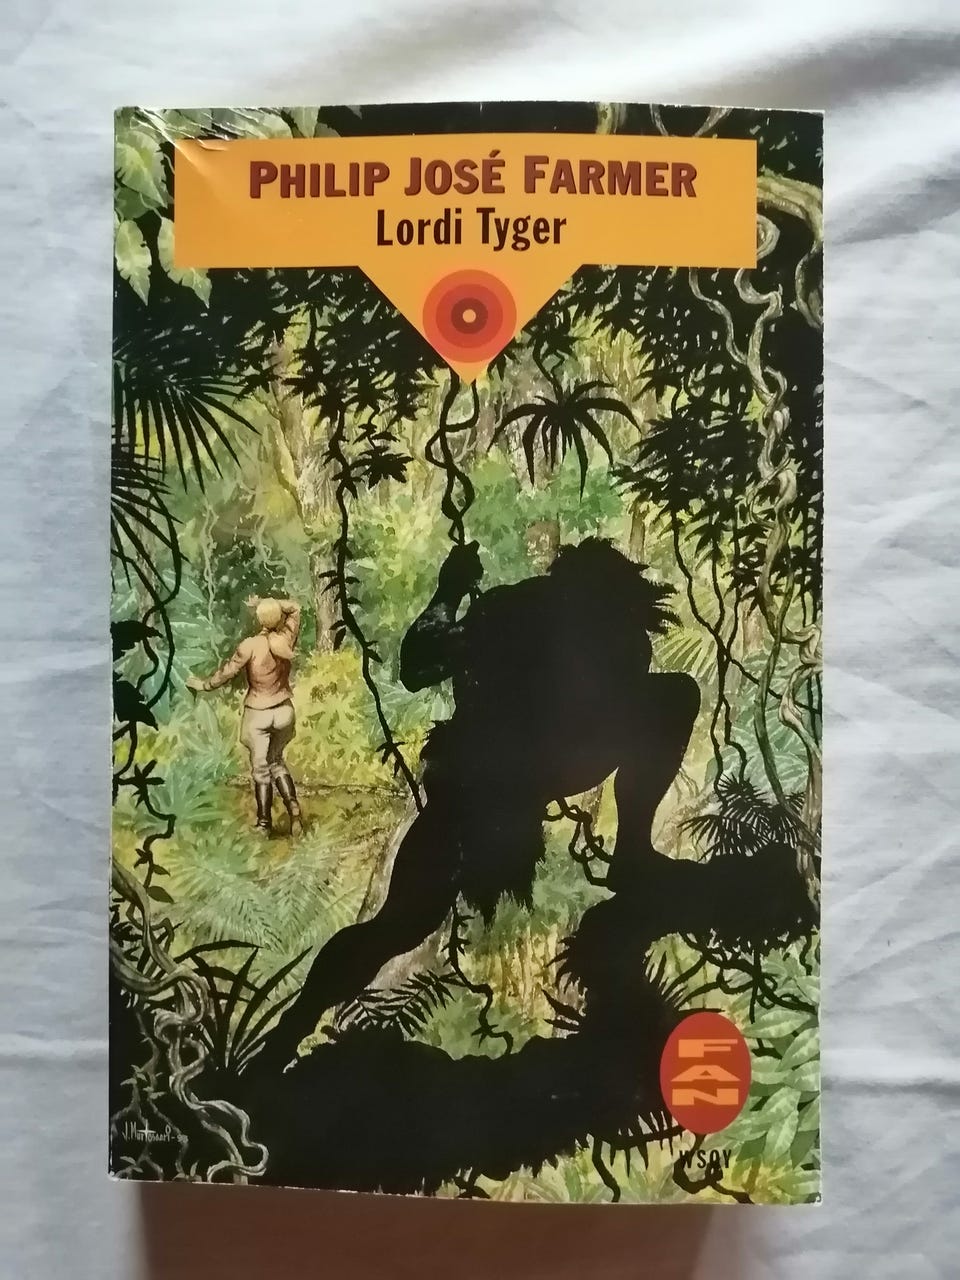 PHILIP JOSÉ FARMER
Lordi Tyger
FAN
WSOY